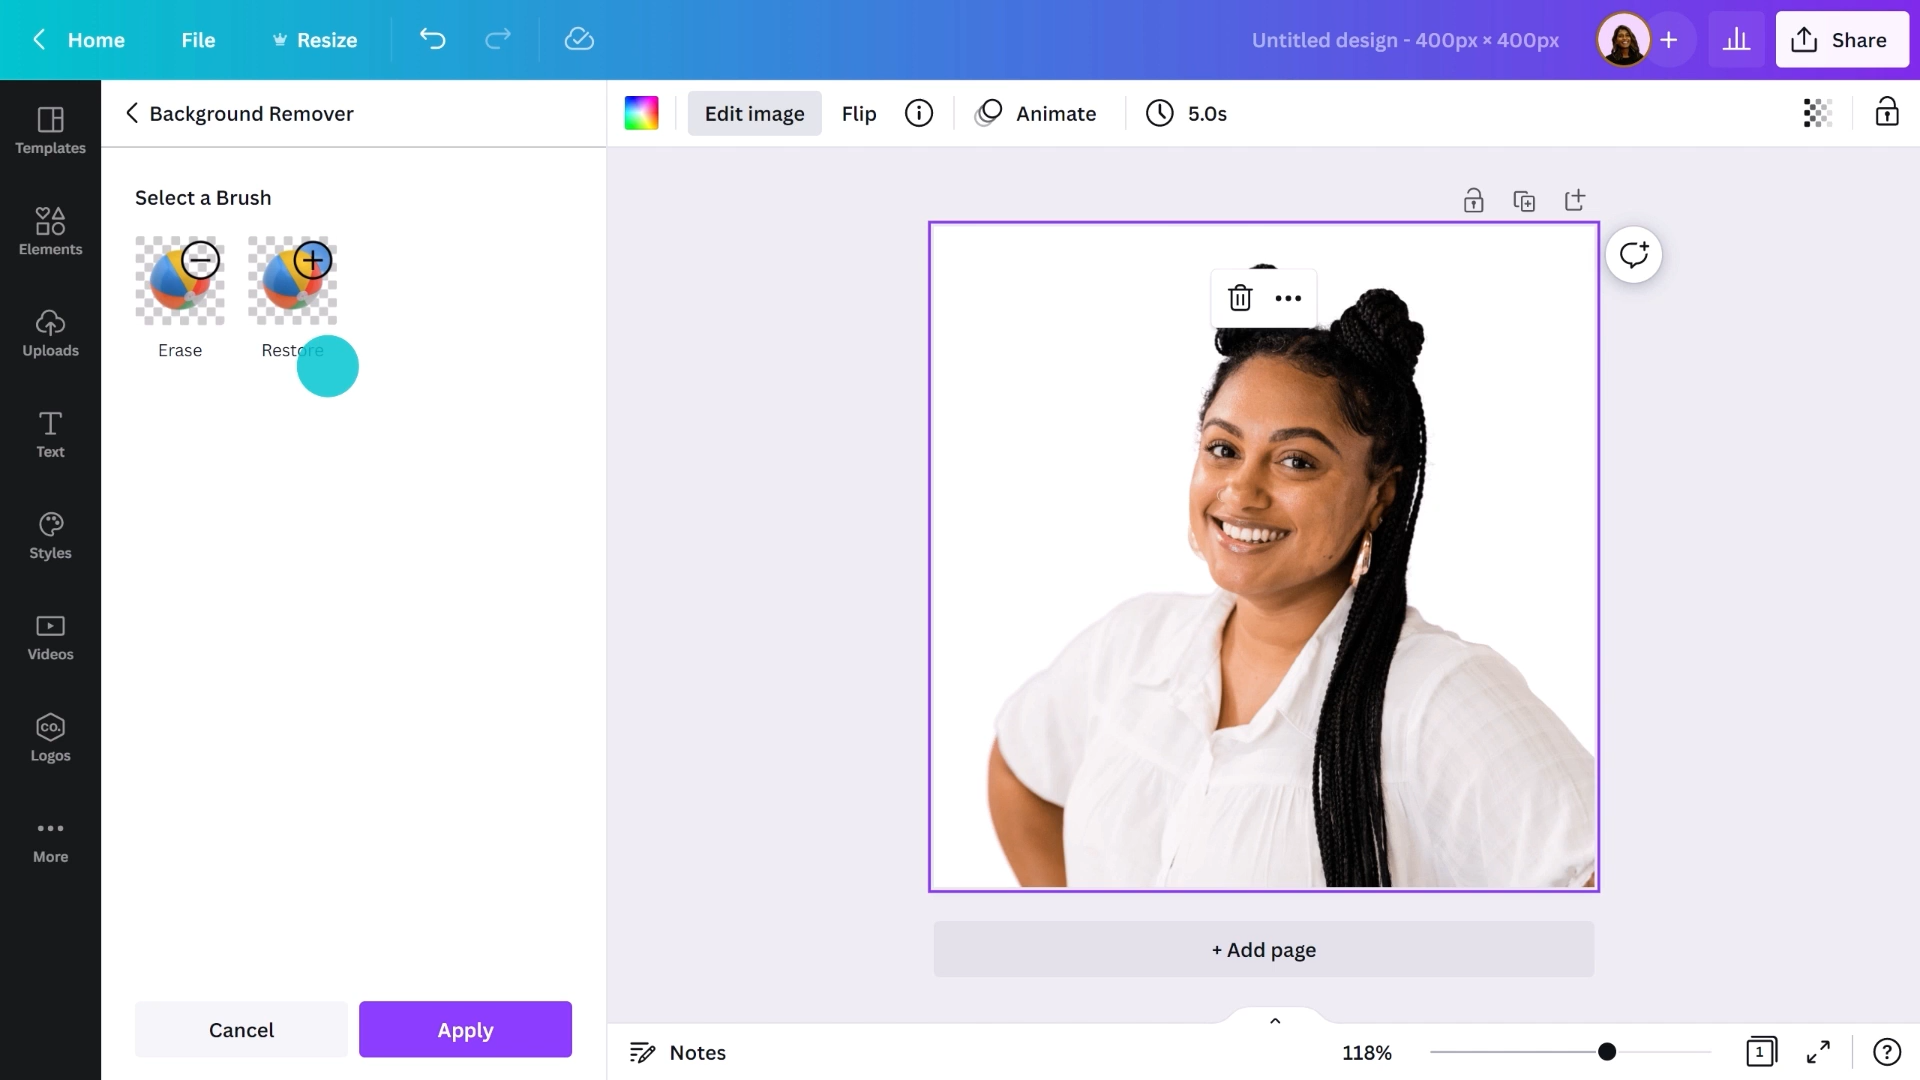 Home File Resize
Untitled design - 400px × 400px
Share
Background Remover
Edit image Flip Animate 5.0s
Templates
Elements
Uploads
Text
Styles
Videos
co.
Logos
More
Select a Brush
Erase Restore
+ Add page
Cancel Apply
Notes
118%
1
?